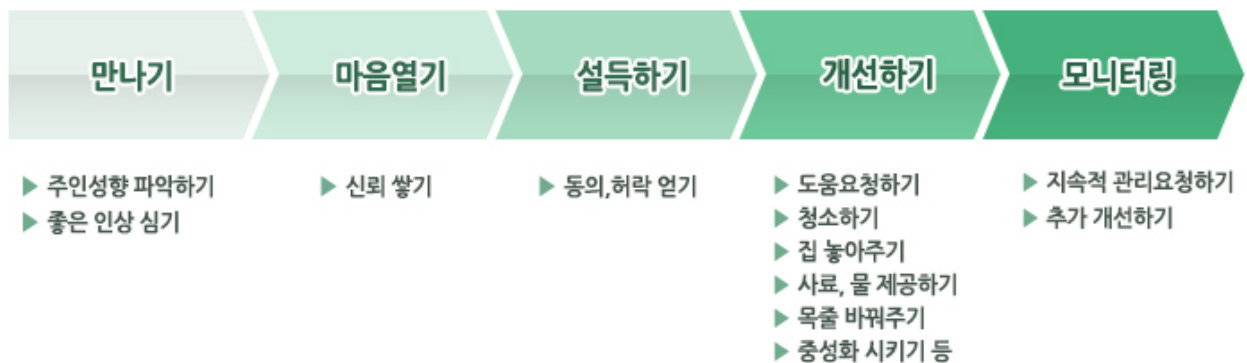 만나기
마음열기
설득하기
개선하기
모니터링
▶ 주인성향 파악하기
▶ 좋은 인상 심기
▶ 신뢰 쌓기
▶ 동의,허락 얻기
▶ 도움요청하기
▶ 청소하기
▶ 집 놓아주기
▶ 사료, 물 제공하기
▶ 목줄 바꿔주기
▶ 중성화 시키기 등
▶ 지속적 관리요청하기
▶ 추가 개선하기